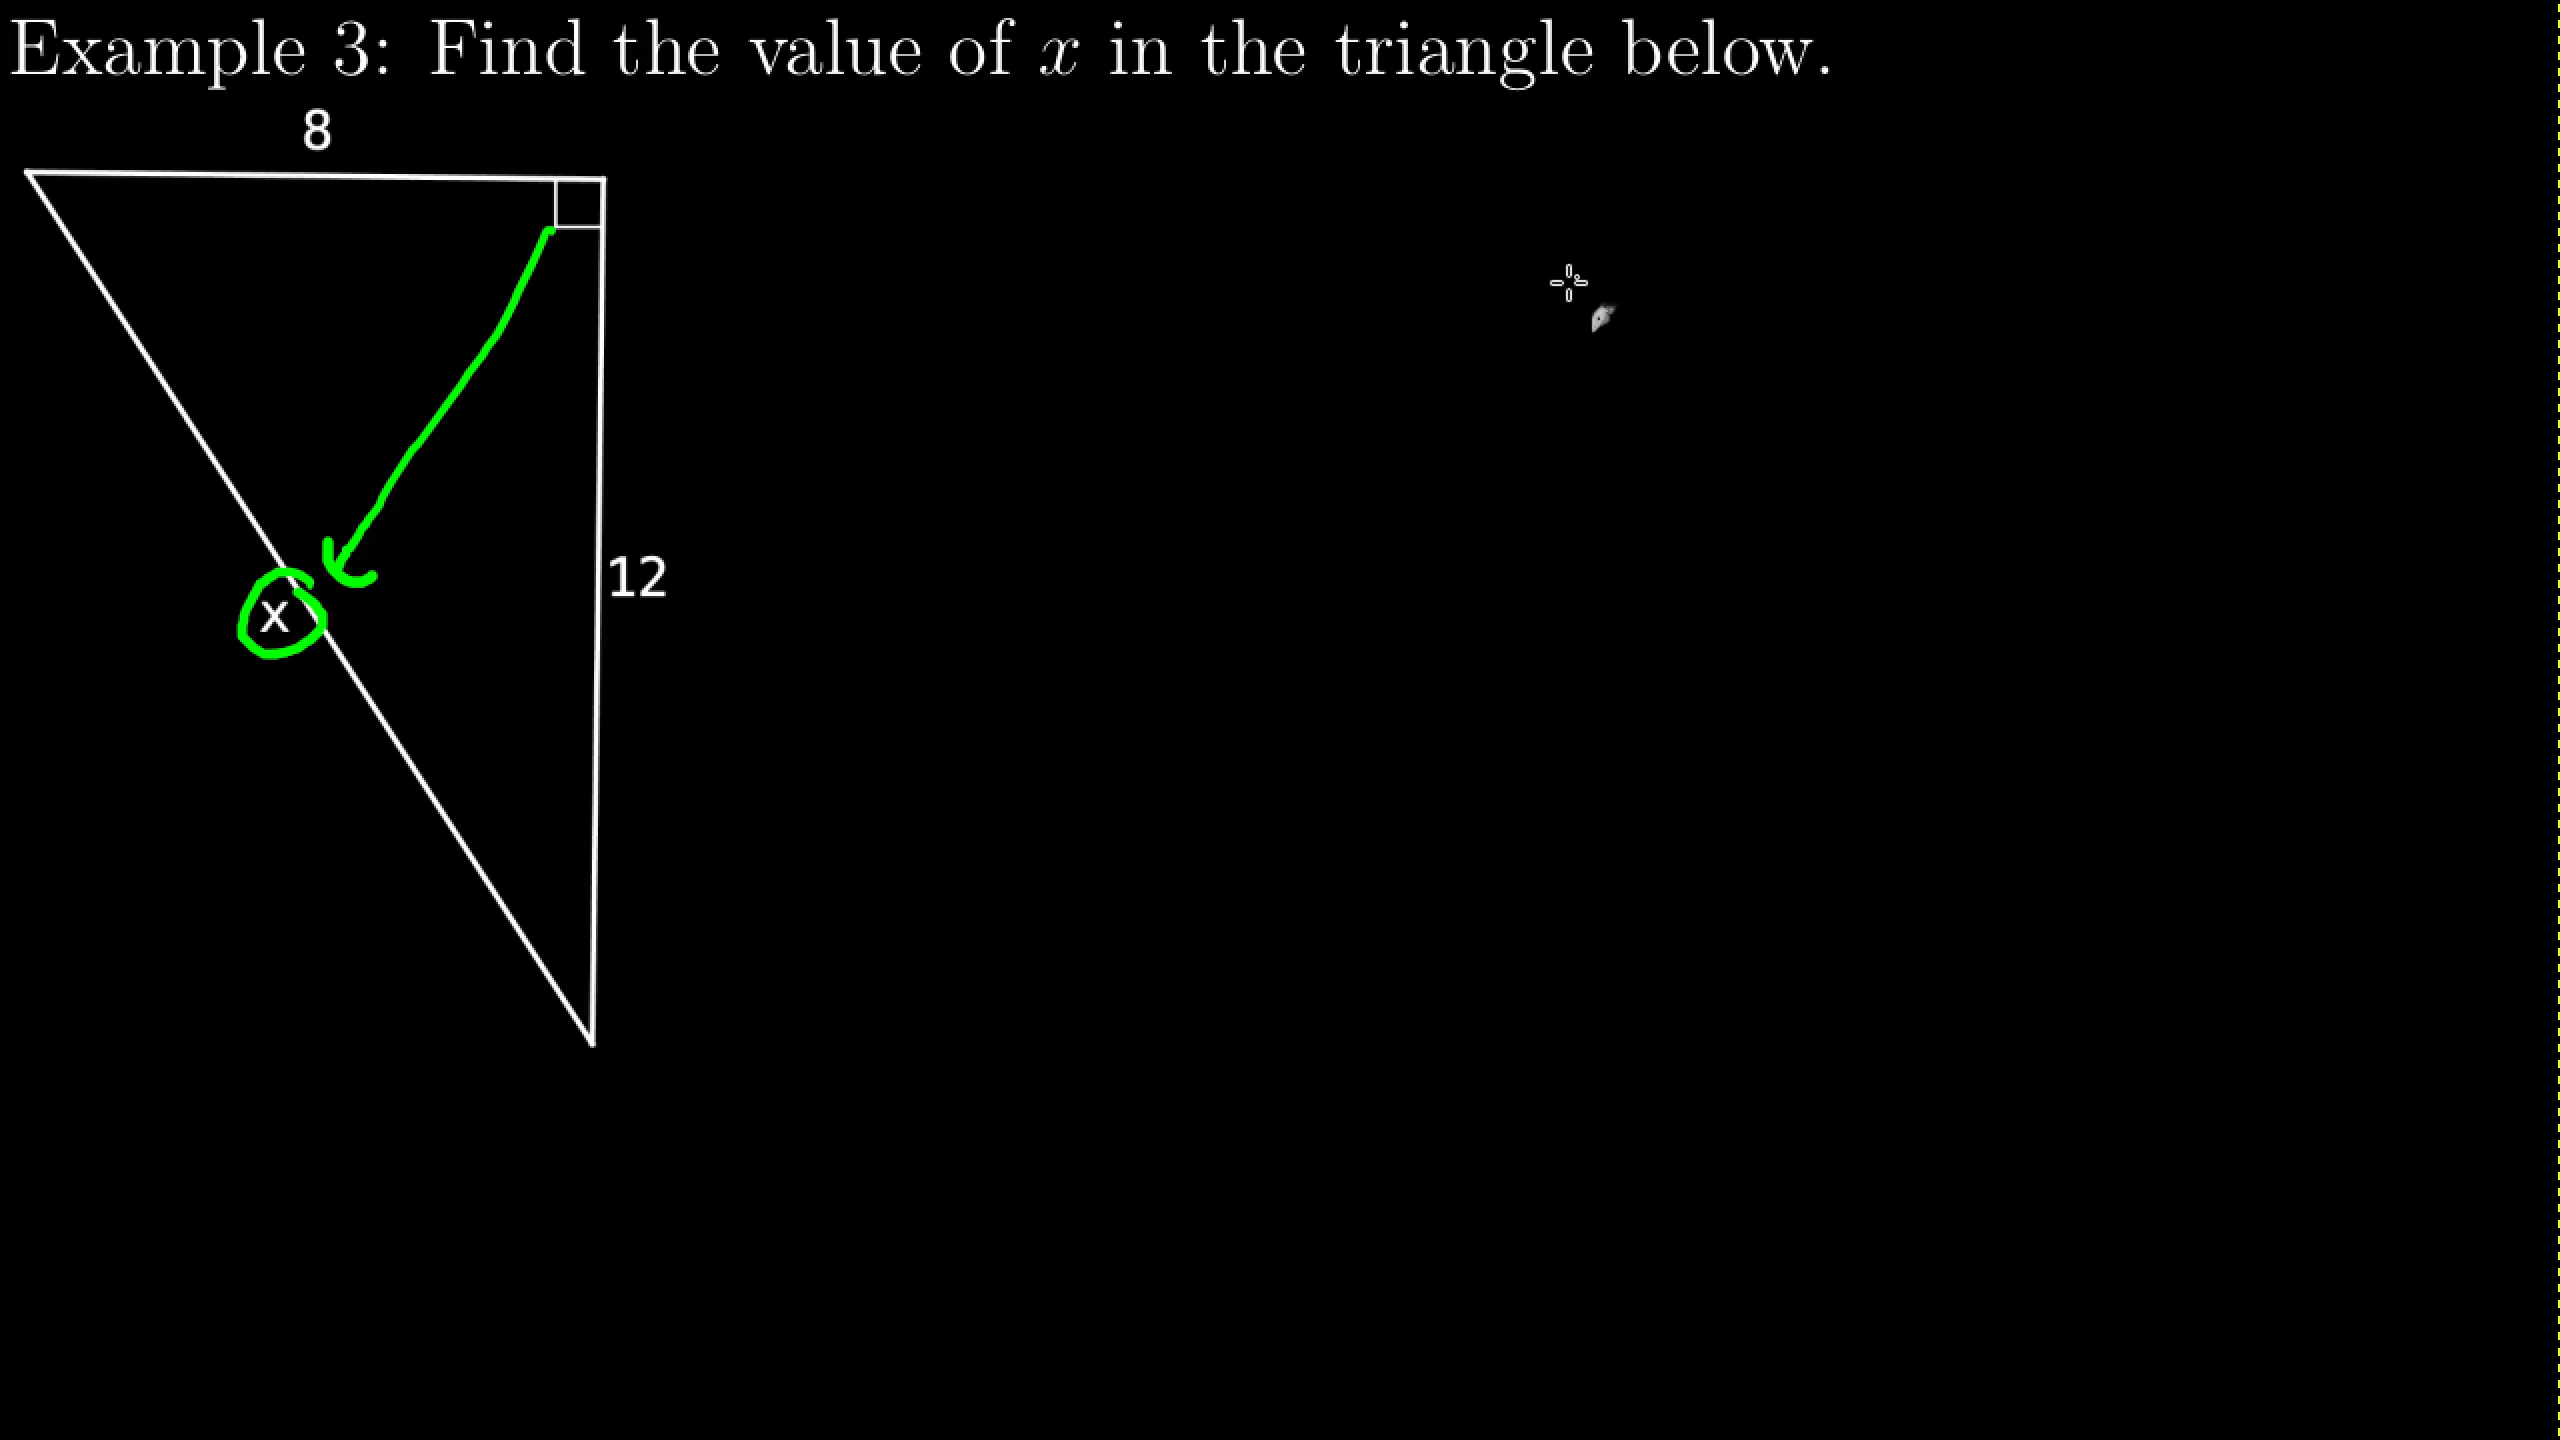 Example 3: Find the value of x in the triangle below.
8
12
x